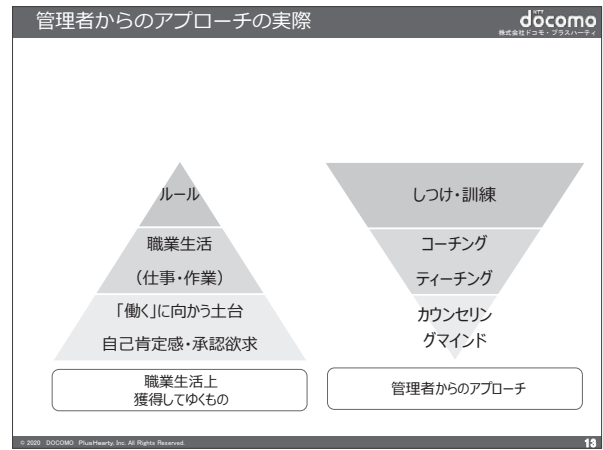 管理者からのアプローチの実際
NTT
döcomo
株式会社ドコモ・プラスハーティ
ルール
職業生活
(仕事・作業)
「働く」に向かう土台
自己肯定感・承認欲求
職業生活上
獲得してゆくもの
しつけ・訓練
コーチング
ティーチング
カウンセリン
グマインド
管理者からのアプローチ
© 2020 DOCOMO PlusHearty, Inc. All Rights Reserved.
13